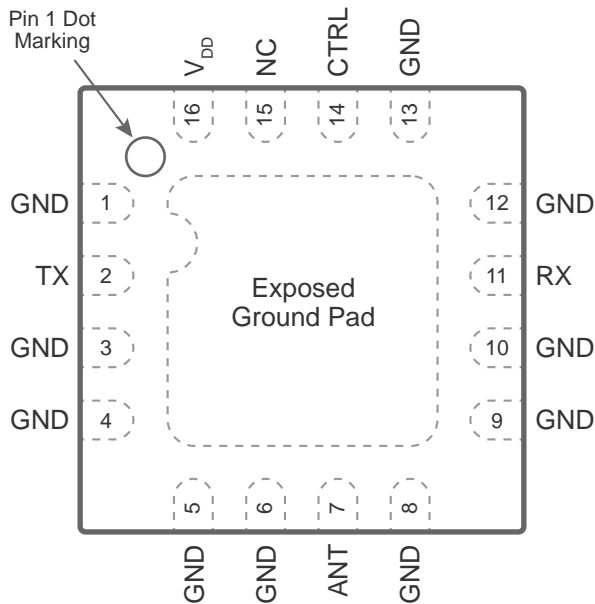 Pin 1 Dot
Marking
V_DD
NC
CTRL
GND
16
15
14
13
GND 1
12 GND
TX 2
11 RX
Exposed
Ground Pad
GND 3
10 GND
GND 4
9 GND
5
6
7
8
GND
GND
ANT
GND